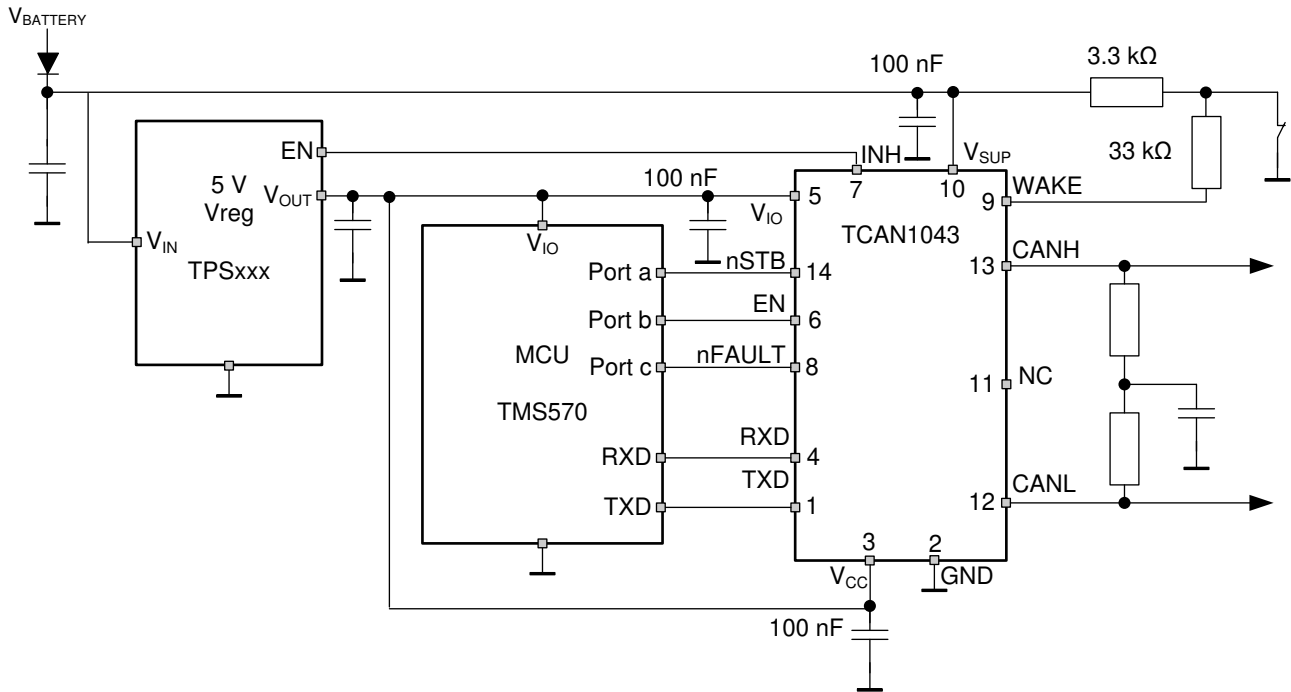 VBATTERY
100 nF
3.3 kΩ
33 kΩ
EN
INH
VSUP
5 V
Vreg
VOUT
100 nF
7
10
WAKE
9
VIO
5
VIO
TCAN1043
VIN
TPSxxx
CANH
13
Port a
nSTB
14
Port b
EN
6
MCU
Port c
nFAULT
8
11
NC
TMS570
RXD
RXD
4
TXD
TXD
1
CANL
12
3
2
VCC
GND
100 nF